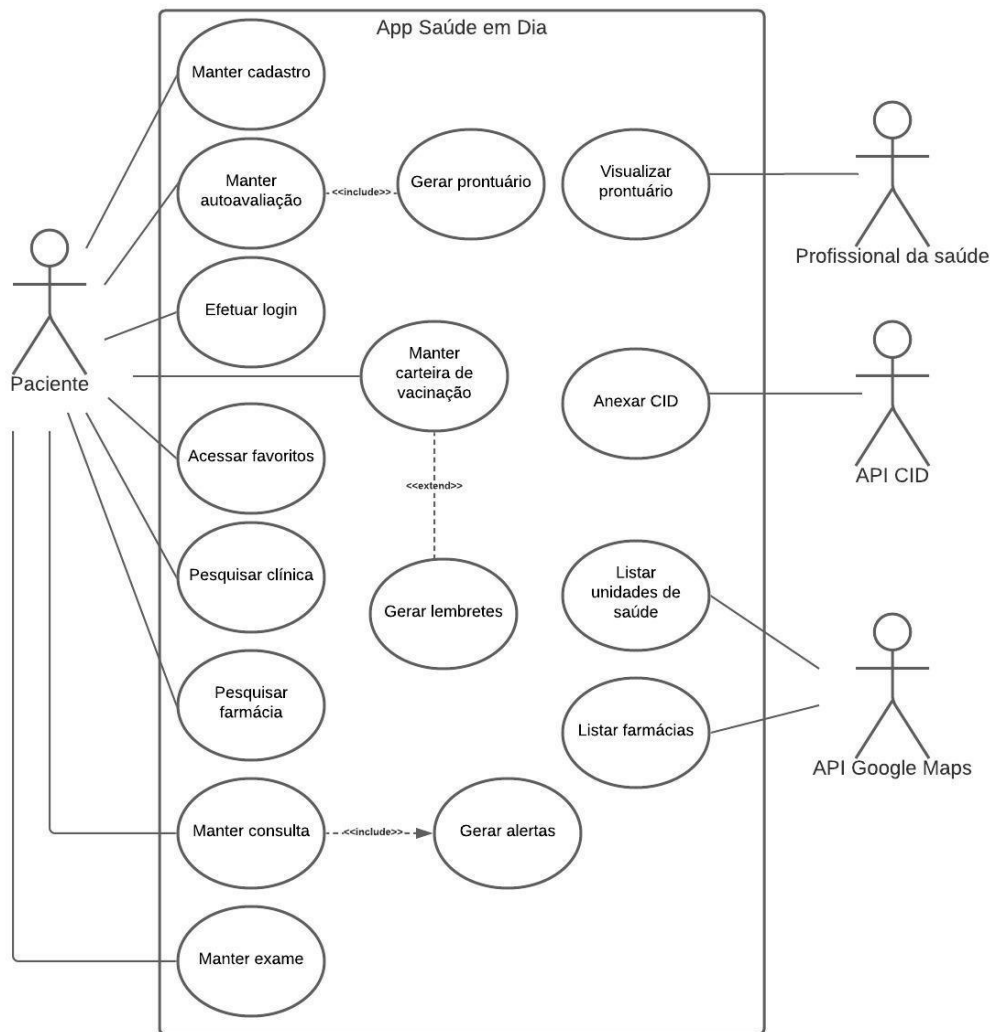 App Saúde em Dia
Manter cadastro
Manter
autoavaliação
<<include>>
Gerar prontuário
Visualizar
prontuário
Profissional da saúde
Efetuar login
Paciente
Manter
carteira de
vacinação
Anexar CID
API CID
Acessar favoritos
<<extend>>
Pesquisar clínica
Gerar lembretes
Listar
unidades de
saúde
Pesquisar
farmácia
Listar farmácias
API Google Maps
Manter consulta
<<include>>
Gerar alertas
Manter exame